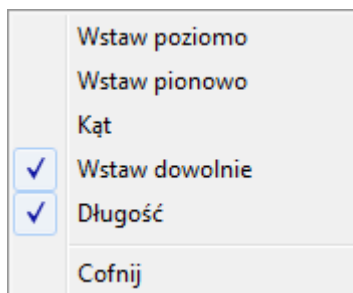 Wstaw poziomo
Wstaw pionowo
Kąt
Wstaw dowolnie
Długość
Cofnij